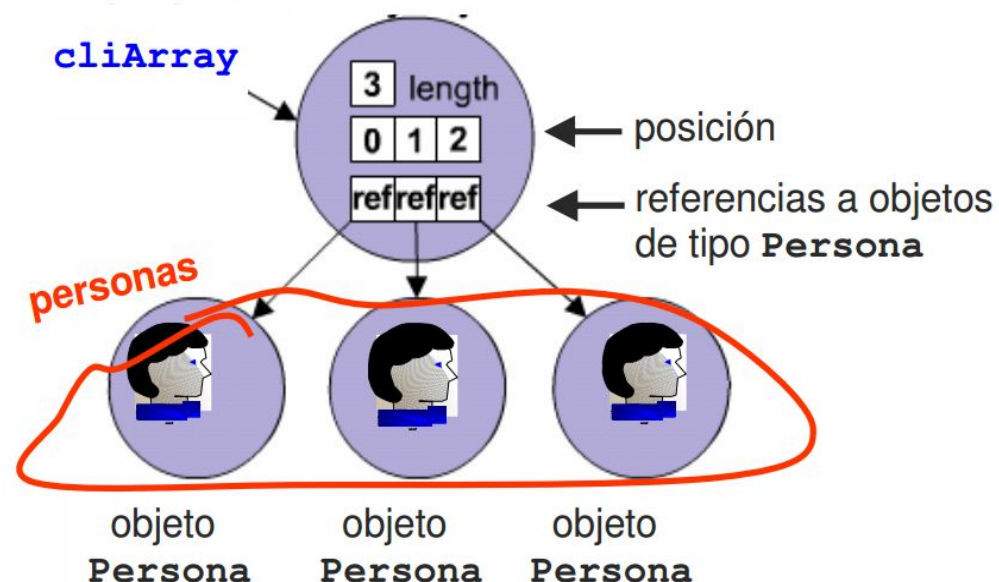 cliArray
3 length
0 1 2
posición
ref ref ref
referencias a objetos
de tipo Persona
personas
objeto
Persona
objeto
Persona
objeto
Persona